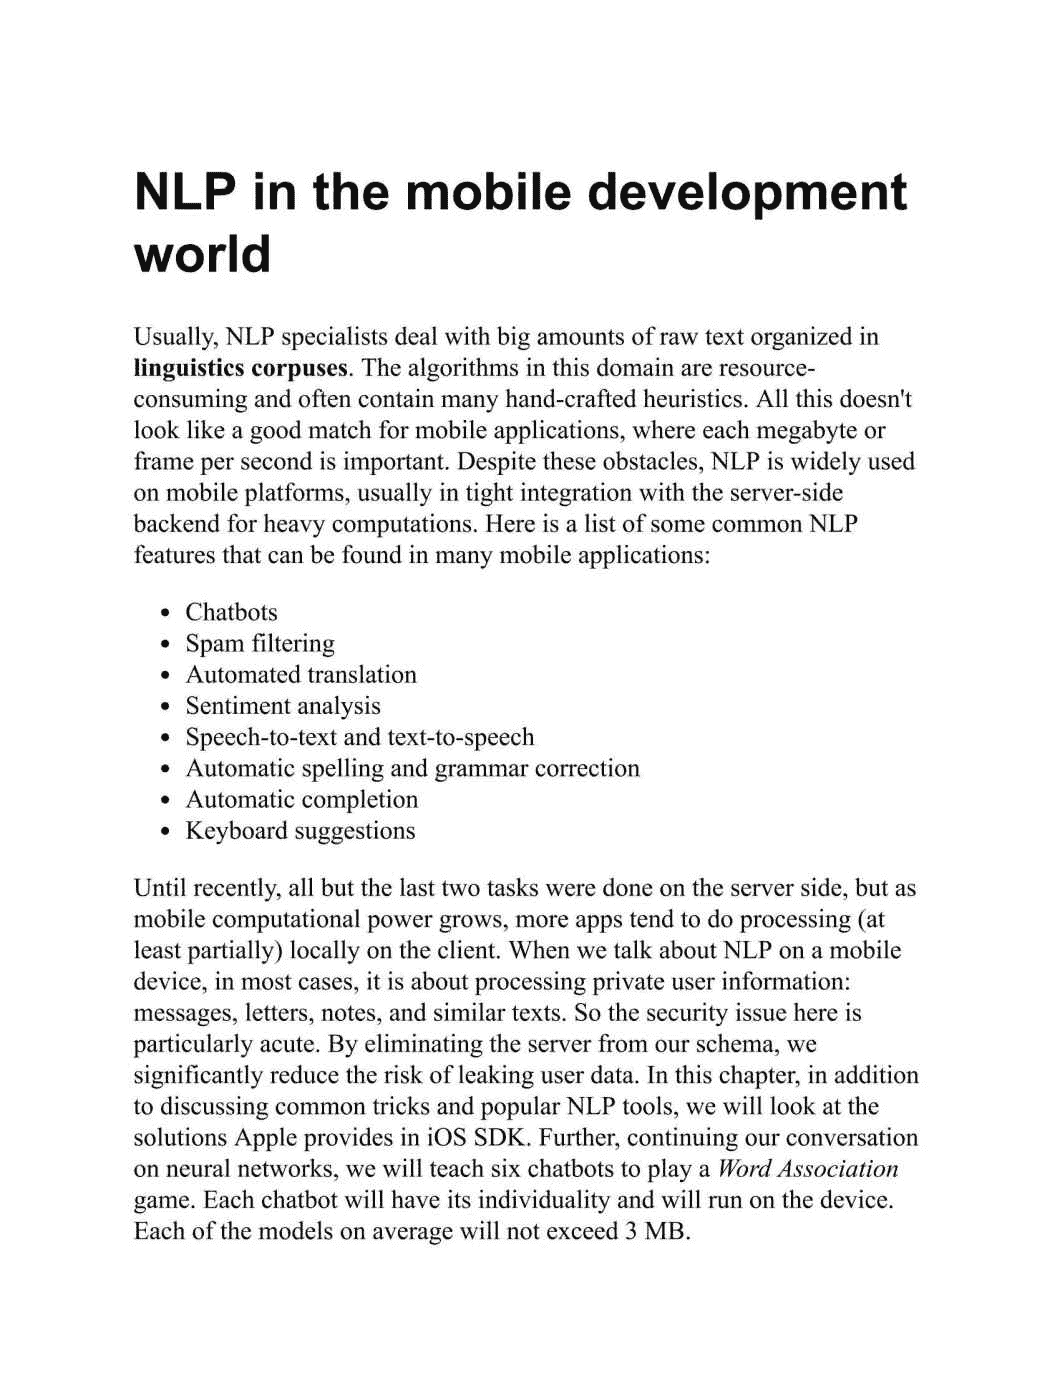 NLP in the mobile development
world
Usually, NLP specialists deal with big amounts of raw text organized in
linguistics corpuses. The algorithms in this domain are resource-
consuming and often contain many hand-crafted heuristics. All this doesn't
look like a good match for mobile applications, where each megabyte or
frame per second is important. Despite these obstacles, NLP is widely used
on mobile platforms, usually in tight integration with the server-side
backend for heavy computations. Here is a list of some common NLP
features that can be found in many mobile applications:
• Chatbots
• Spam filtering
• Automated translation
• Sentiment analysis
• Speech-to-text and text-to-speech
• Automatic spelling and grammar correction
• Automatic completion
• Keyboard suggestions
Until recently, all but the last two tasks were done on the server side, but as
mobile computational power grows, more apps tend to do processing (at
least partially) locally on the client. When we talk about NLP on a mobile
device, in most cases, it is about processing private user information:
messages, letters, notes, and similar texts. So the security issue here is
particularly acute. By eliminating the server from our schema, we
significantly reduce the risk of leaking user data. In this chapter, in addition
to discussing common tricks and popular NLP tools, we will look at the
solutions Apple provides in iOS SDK. Further, continuing our conversation
on neural networks, we will teach six chatbots to play a Word Association
game. Each chatbot will have its individuality and will run on the device.
Each of the models on average will not exceed 3 MB.